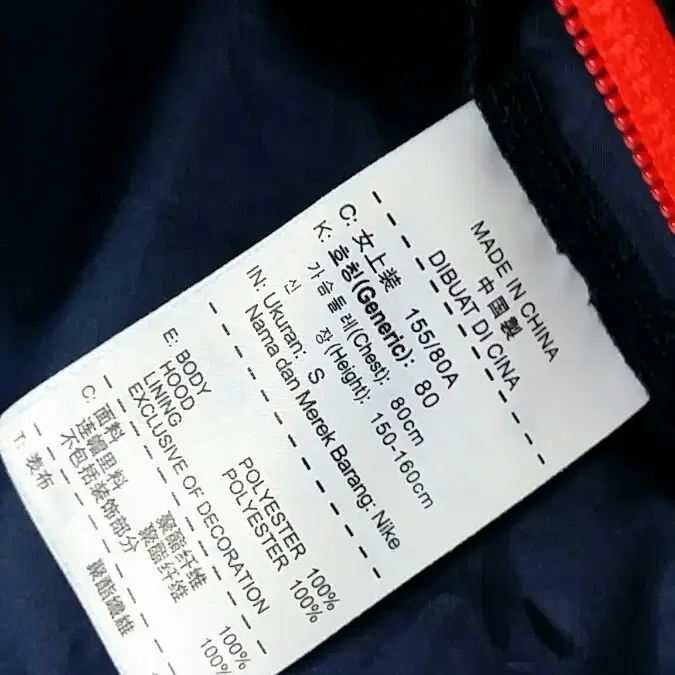 MADE IN CHINA
中國製
DIBUAT DI CINA
C: 女上装 155/80A
K: 호칭(Generic): 80
가슴둘레(Chest): 80cm
신 장(Height): 150-160cm
IN: Ukuran: S
Nama dan Merek Barang: Nike
E: BODY POLYESTER 100%
HOOD
LINING POLYESTER 100%
EXCLUSIVE OF DECORATION
C: 面料 聚酯纤维 100%
连帽里料 聚酯纤维 100%
不包括装饰部分
T: 表布 聚酯纖維